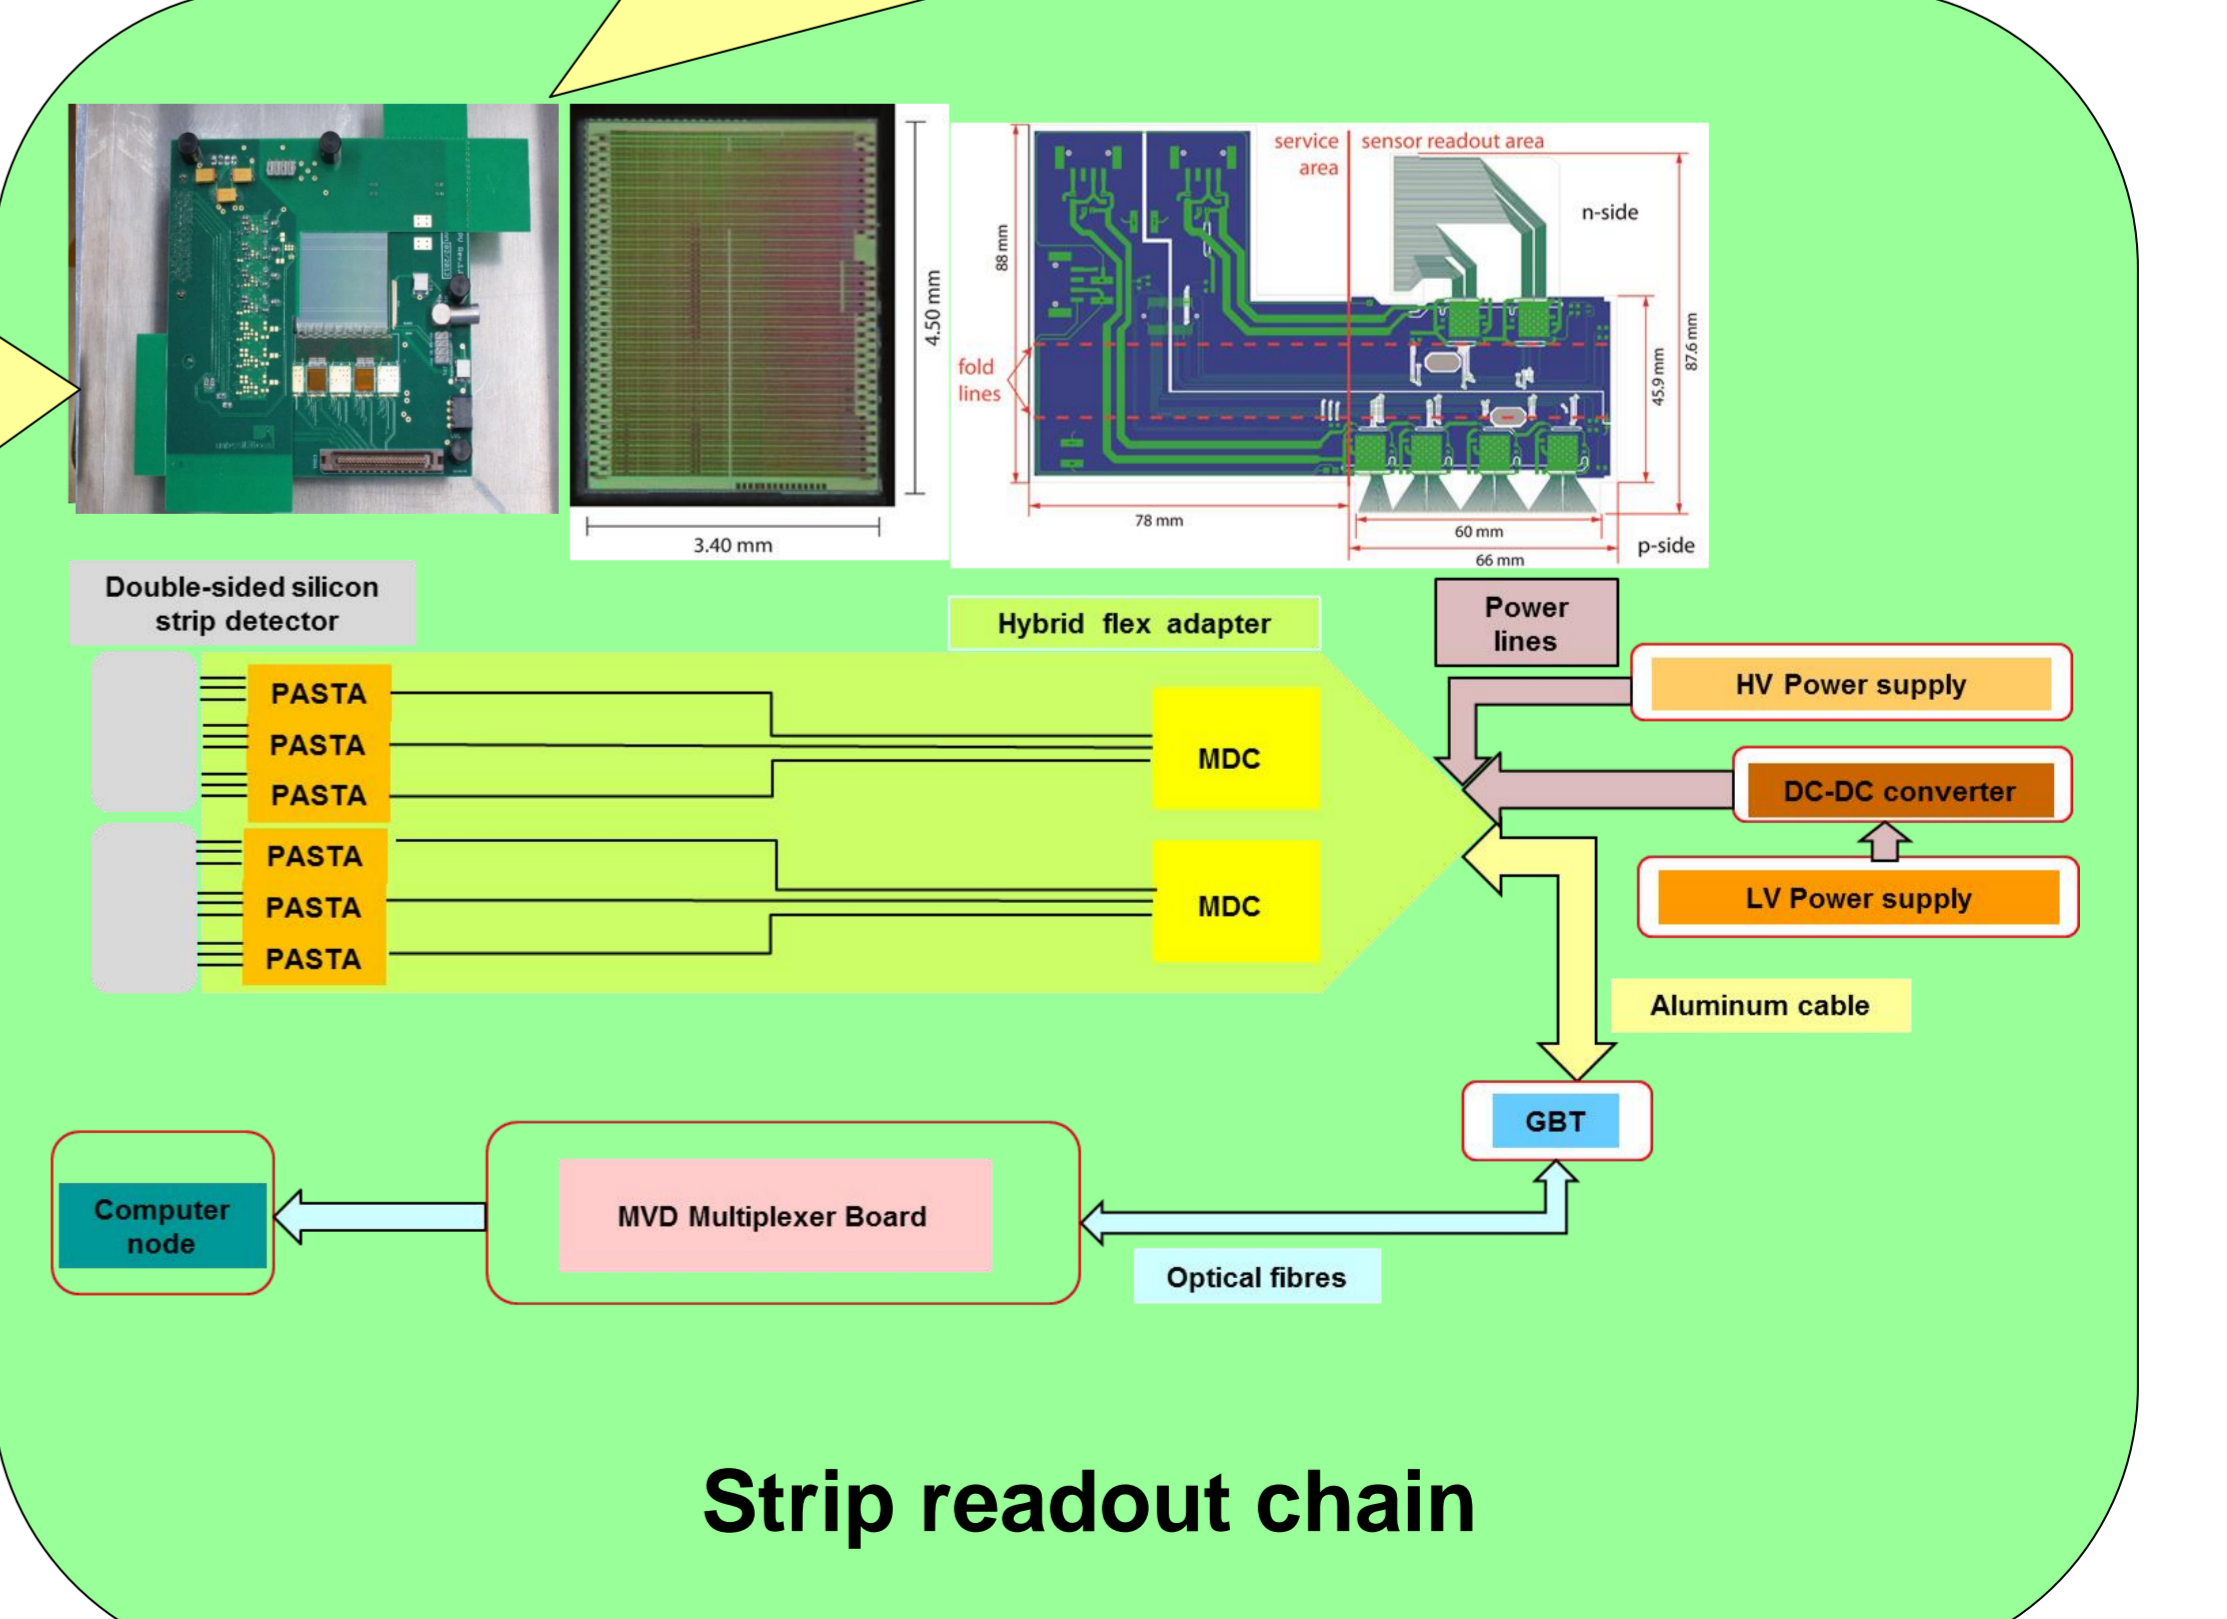 4.50 mm
3.40 mm
service
area
sensor readout area
n-side
88 mm
fold
lines
45.9 mm
87.6 mm
78 mm
60 mm
66 mm
p-side
Double-sided silicon
strip detector
Hybrid flex adapter
Power
lines
PASTA
PASTA
PASTA
MDC
HV Power supply
DC-DC converter
LV Power supply
PASTA
PASTA
PASTA
MDC
Aluminum cable
GBT
Computer
node
MVD Multiplexer Board
Optical fibres
Strip readout chain